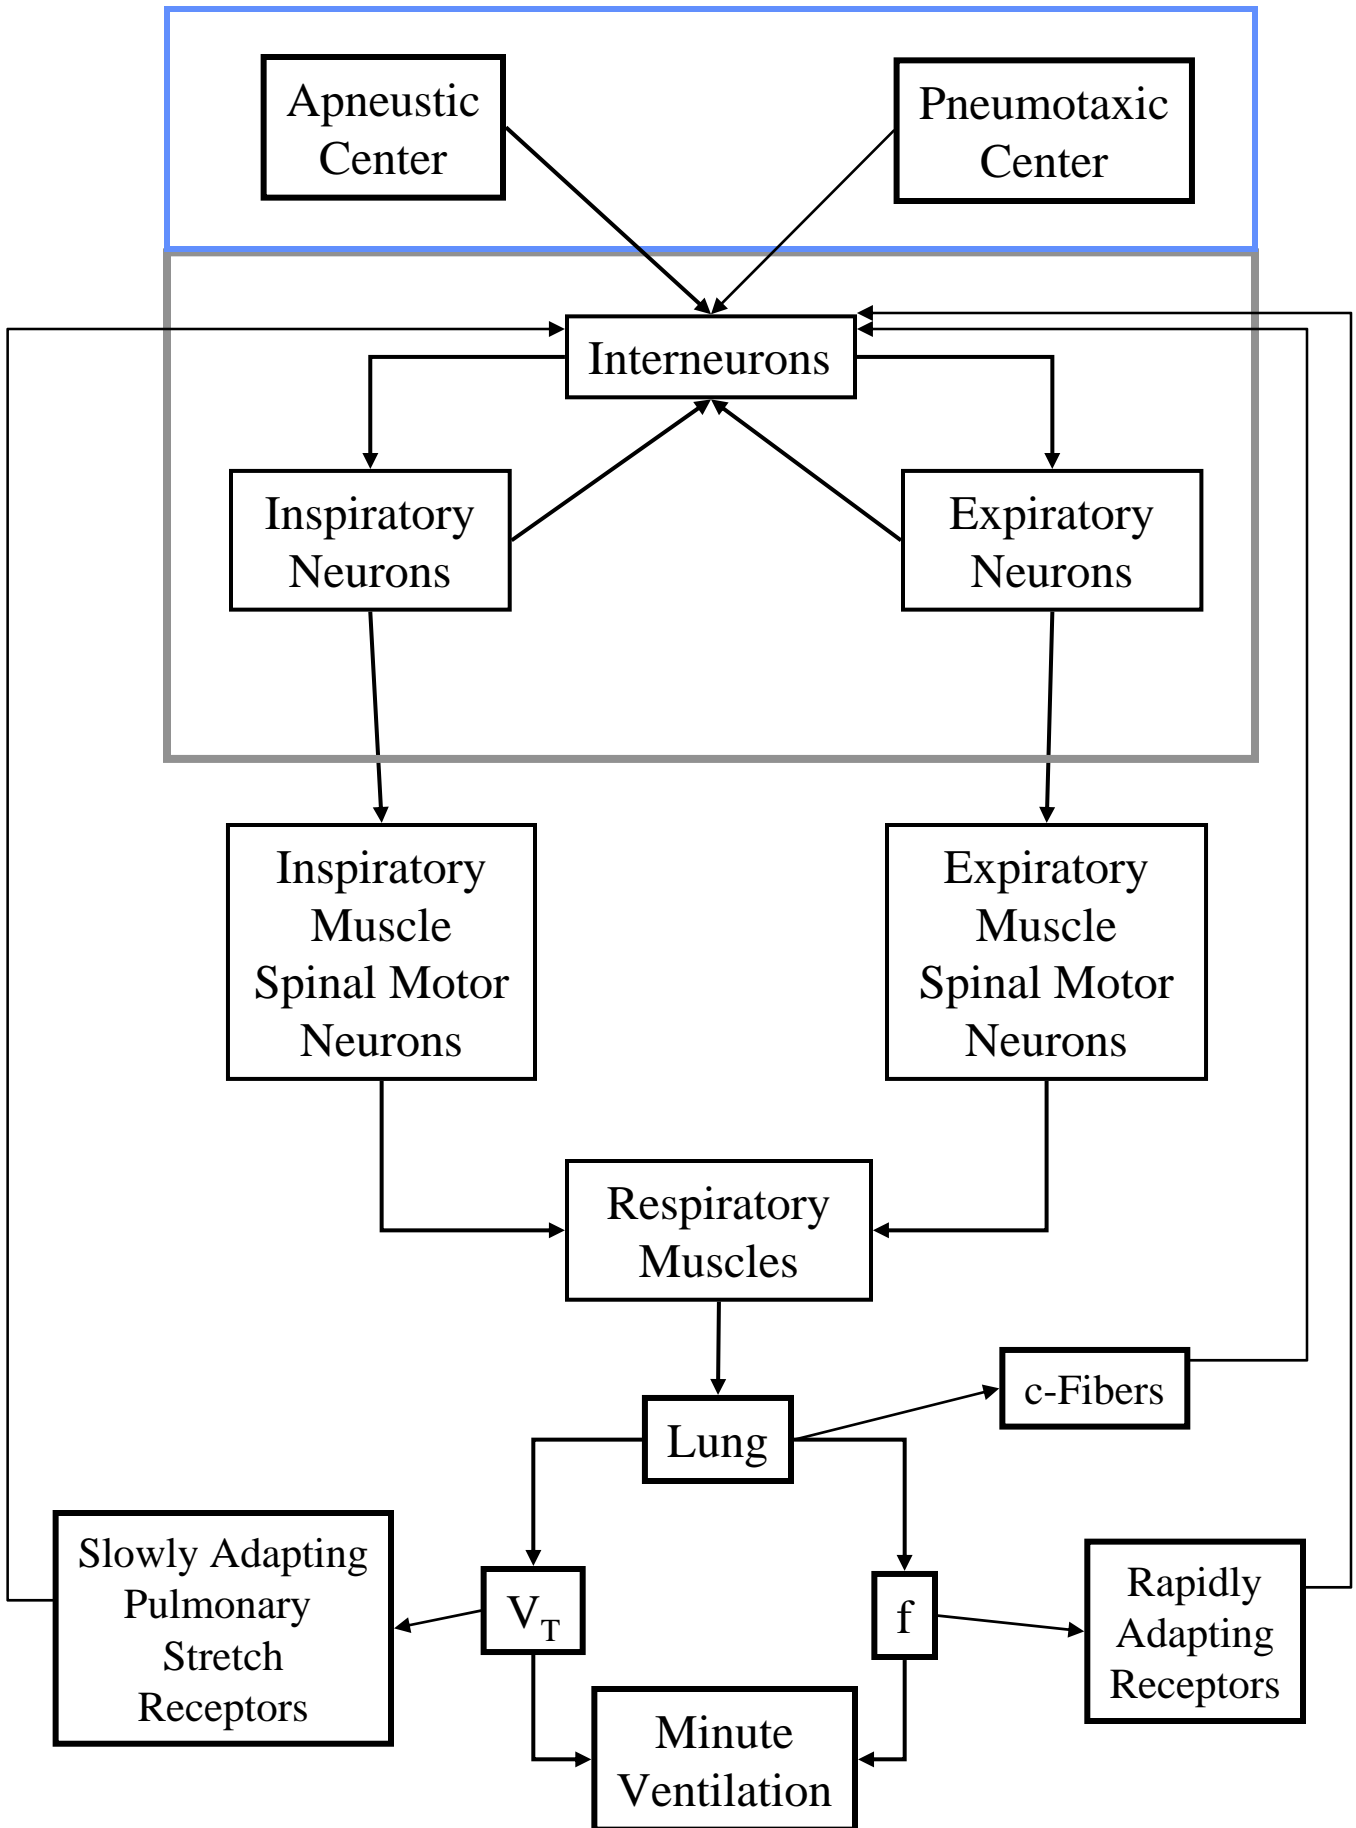 Apneustic
Center
Pneumotaxic
Center
Interneurons
Inspiratory
Neurons
Expiratory
Neurons
Inspiratory
Muscle
Spinal Motor
Neurons
Expiratory
Muscle
Spinal Motor
Neurons
Respiratory
Muscles
c-Fibers
Lung
Slowly Adapting
Pulmonary
Stretch
Receptors
V_T
f
Rapidly
Adapting
Receptors
Minute
Ventilation